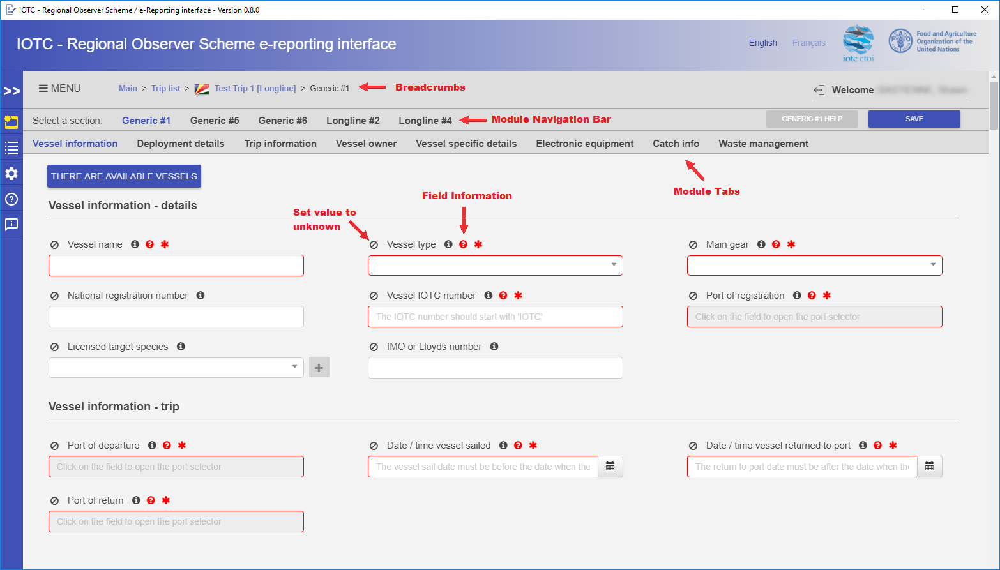 IOTC - Regional Observer Scheme / e-Reporting interface - Version 0.8.0
IOTC - Regional Observer Scheme e-reporting interface
English Français
iotc ctoi
FAO
Food and Agriculture
Organization of the
United Nations
MENU
Main > Trip list > Test Trip 1 [Longline] > Generic #1
Breadcrumbs
Welcome
Select a section: Generic #1 Generic #5 Generic #6 Longline #2 Longline #4
Module Navigation Bar
GENERIC #1 HELP
SAVE
Vessel information Deployment details Trip information Vessel owner Vessel specific details Electronic equipment Catch info Waste management
THERE ARE AVAILABLE VESSELS
Module Tabs
Field Information
Vessel information - details
Set value to
unknown
Vessel name Vessel type Main gear
National registration number Vessel IOTC number Port of registration
The IOTC number should start with 'IOTC' Click on the field to open the port selector
Licensed target species IMO or Lloyds number
Vessel information - trip
Port of departure Date / time vessel sailed Date / time vessel returned to port
Click on the field to open the port selector The vessel sail date must be before the date when the The return to port date must be after the date when the
Port of return
Click on the field to open the port selector